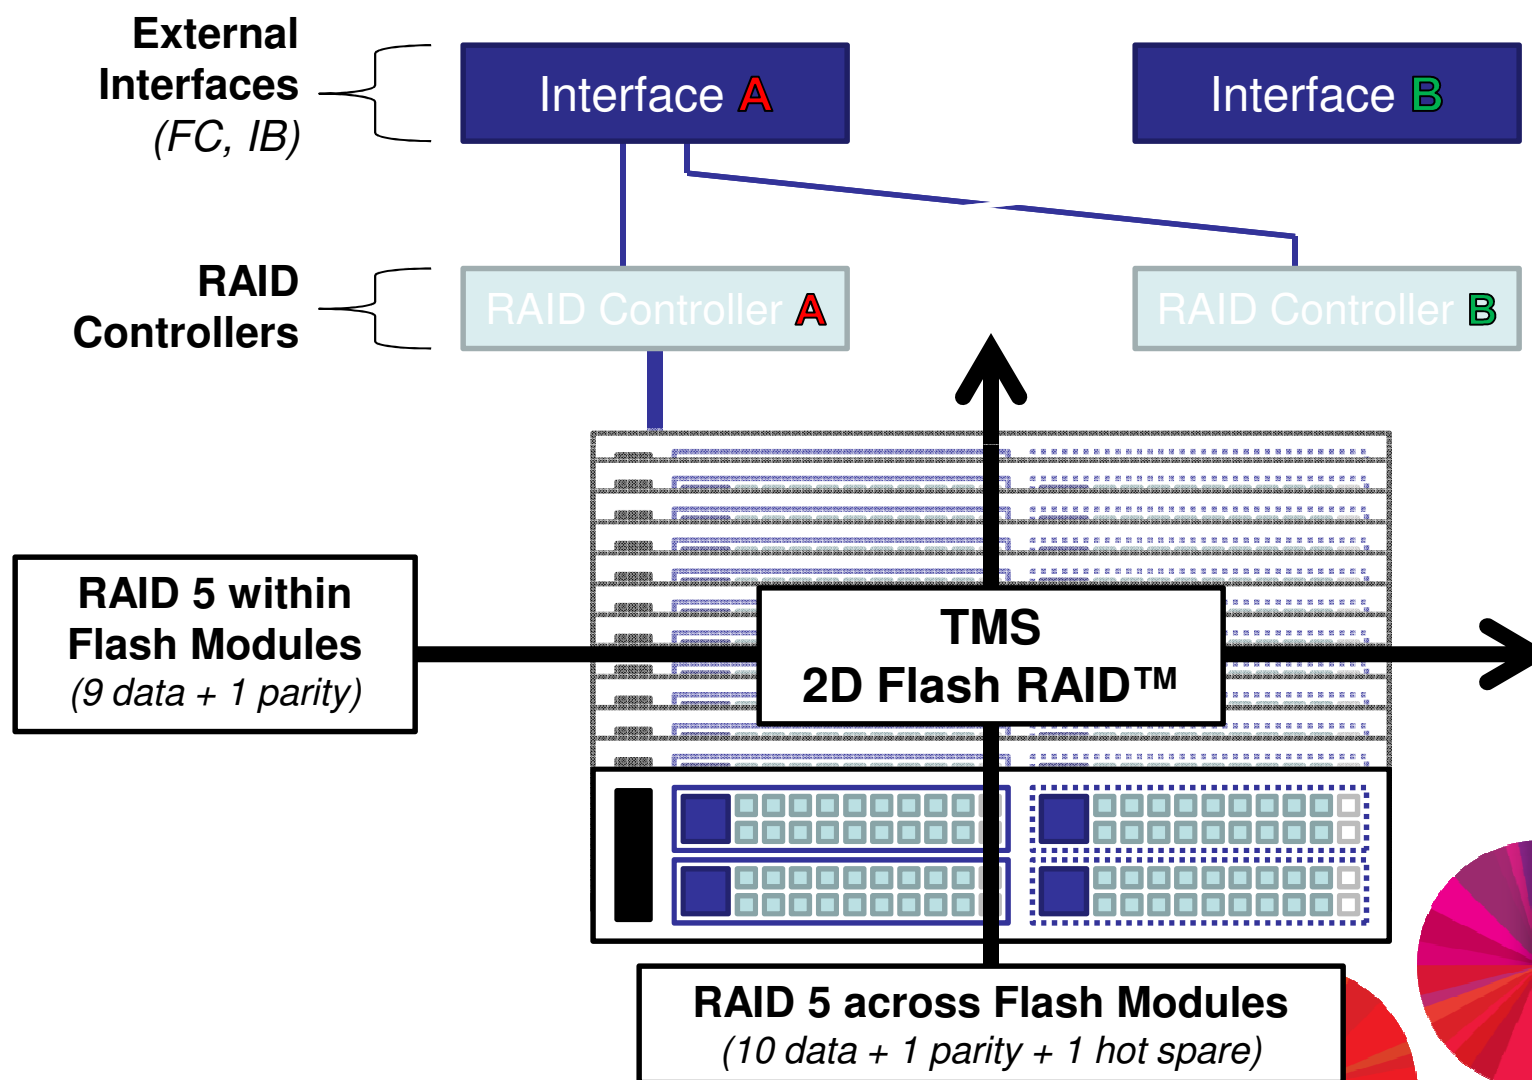 External
Interfaces
(FC, IB)
Interface A
Interface B
RAID
Controllers
RAID Controller A
RAID Controller B
RAID 5 within
Flash Modules
(9 data + 1 parity)
TMS
2D Flash RAID™
RAID 5 across Flash Modules
(10 data + 1 parity + 1 hot spare)